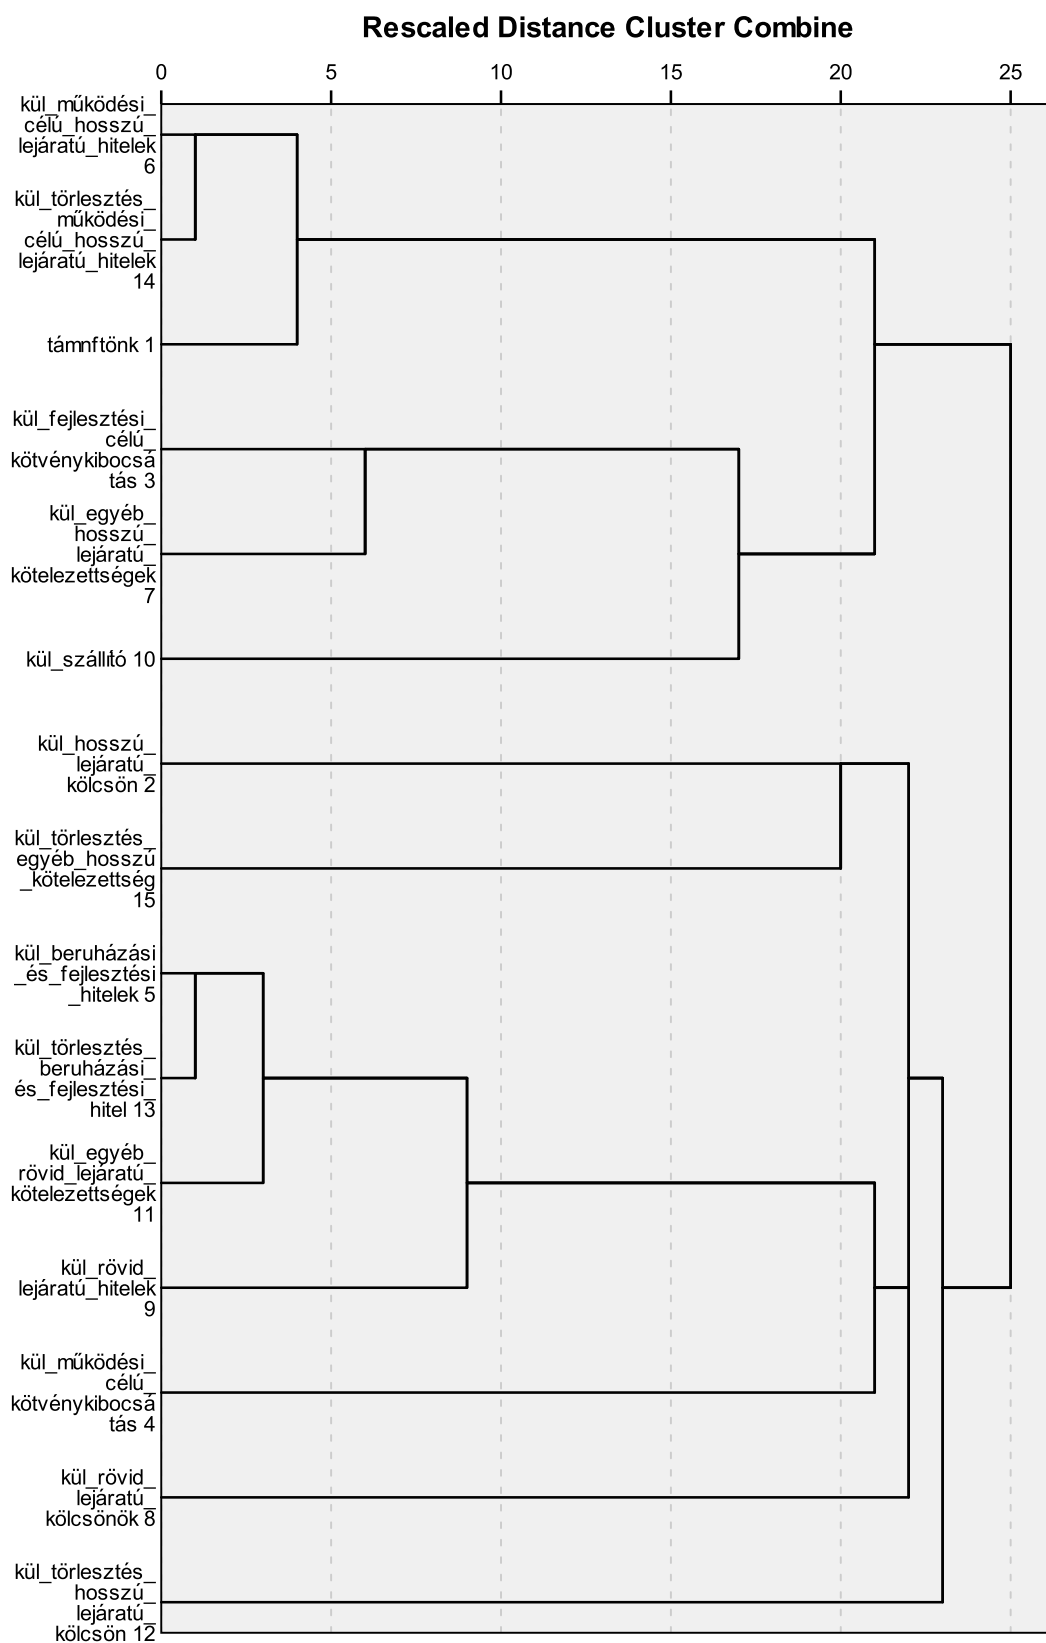 Rescaled Distance Cluster Combine
0 5 10 15 20 25
kül_működési_
célú_hosszú_
lejáratú_hitelek
6
kül_törlesztés_
működési_
célú_hosszú_
lejáratú_hitelek
14
támnftönk 1
kül_fejlesztési_
célú_
kötvénykibocsá
tás 3
kül_egyéb_
hosszú_
lejáratú_
kötelezettségek
7
kül_szállító 10
kül_hosszú_
lejáratú_
kölcsön 2
kül_törlesztés_
egyéb_hosszú
_kötelezettség
15
kül_beruházási
_és_fejlesztési
_hitelek 5
kül_törlesztés_
beruházási_
és_fejlesztési_
hitel 13
kül_egyéb_
rövid_lejáratú_
kötelezettségek
11
kül_rövid_
lejáratú_hitelek
9
kül_működési_
célú_
kötvénykibocsá
tás 4
kül_rövid_
lejáratú_
kölcsönök 8
kül_törlesztés_
hosszú_
lejáratú_
kölcsön 12